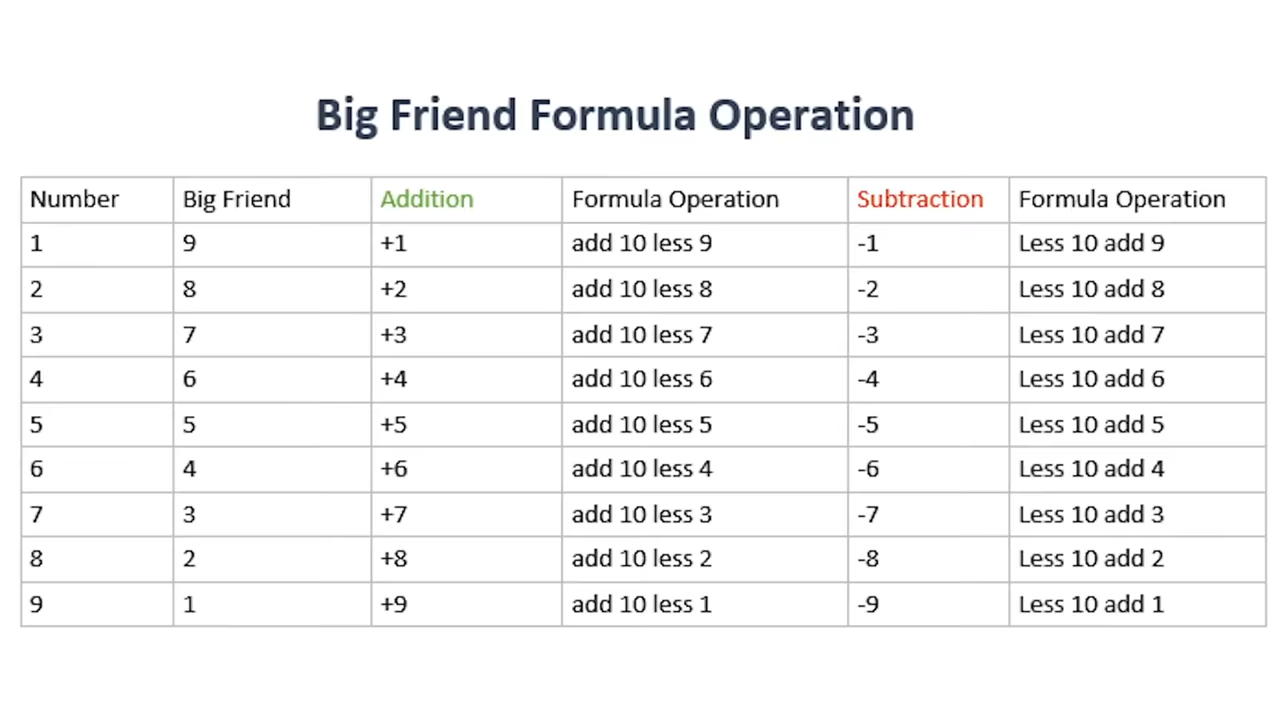 Big Friend Formula Operation
Number Big Friend Addition Formula Operation Subtraction Formula Operation
1 9 +1 add 10 less 9 -1 Less 10 add 9
2 8 +2 add 10 less 8 -2 Less 10 add 8
3 7 +3 add 10 less 7 -3 Less 10 add 7
4 6 +4 add 10 less 6 -4 Less 10 add 6
5 5 +5 add 10 less 5 -5 Less 10 add 5
6 4 +6 add 10 less 4 -6 Less 10 add 4
7 3 +7 add 10 less 3 -7 Less 10 add 3
8 2 +8 add 10 less 2 -8 Less 10 add 2
9 1 +9 add 10 less 1 -9 Less 10 add 1